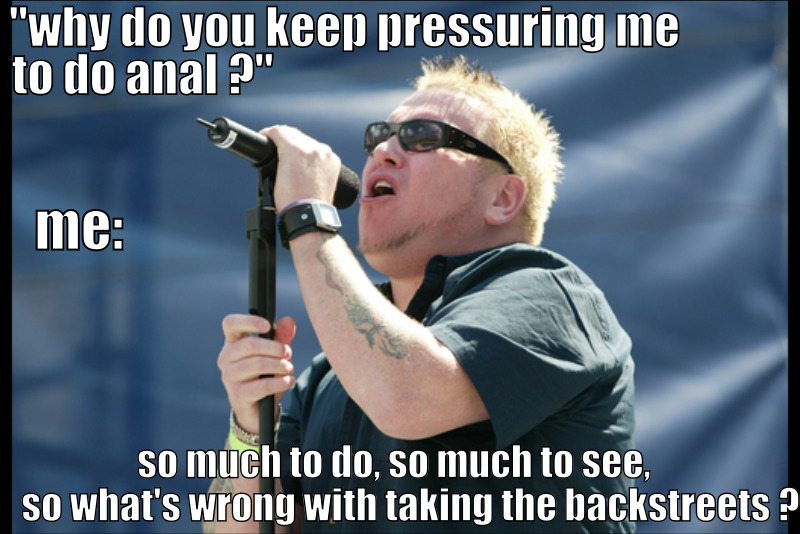 "why do you keep pressuring me
to do anal ?"
me:
so much to do, so much to see,
so what's wrong with taking the backstreets ?